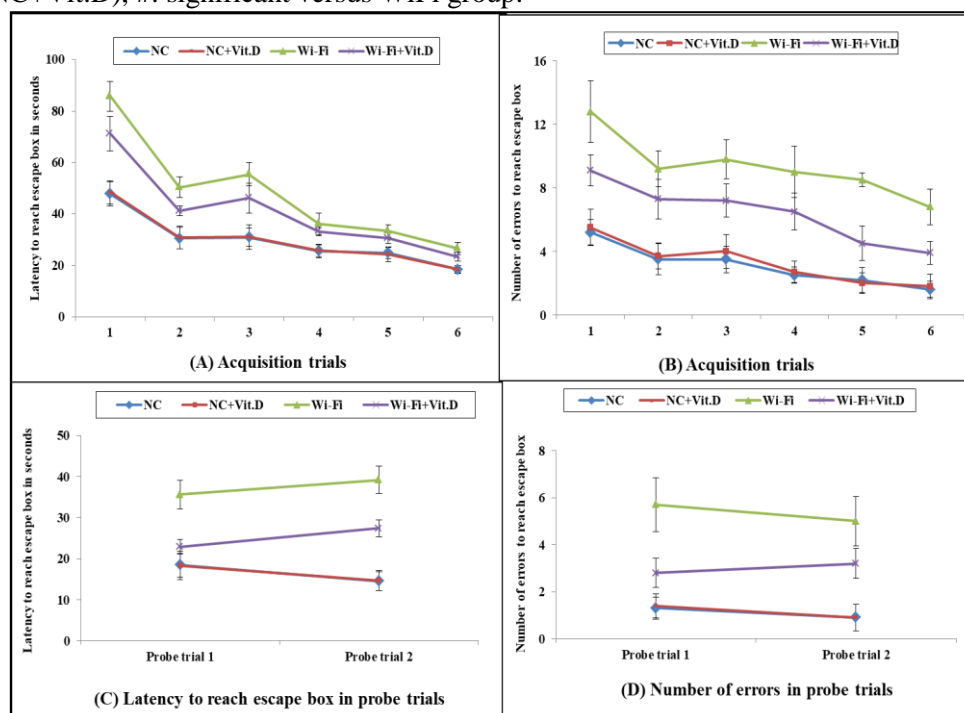 NC+Vit.D), #: significant versus WIFI group.
NC NC+Vit.D Wi-Fi Wi-Fi+Vit.D
Latency to reach escape box in seconds
100
80
60
40
20
0
1 2 3 4 5 6
(A) Acquisition trials
NC NC+Vit.D Wi-Fi Wi-Fi+Vit.D
Number of errors to reach escape box
16
12
8
4
0
1 2 3 4 5 6
(B) Acquisition trials
NC NC+Vit.D Wi-Fi Wi-Fi+Vit.D
Latency to reach escape box in seconds
50
40
30
20
10
0
Probe trial 1 Probe trial 2
(C) Latency to reach escape box in probe trials
NC NC+Vit.D Wi-Fi Wi-Fi+Vit.D
Number of errors to reach escape box
8
6
4
2
0
Probe trial 1 Probe trial 2
(D) Number of errors in probe trials